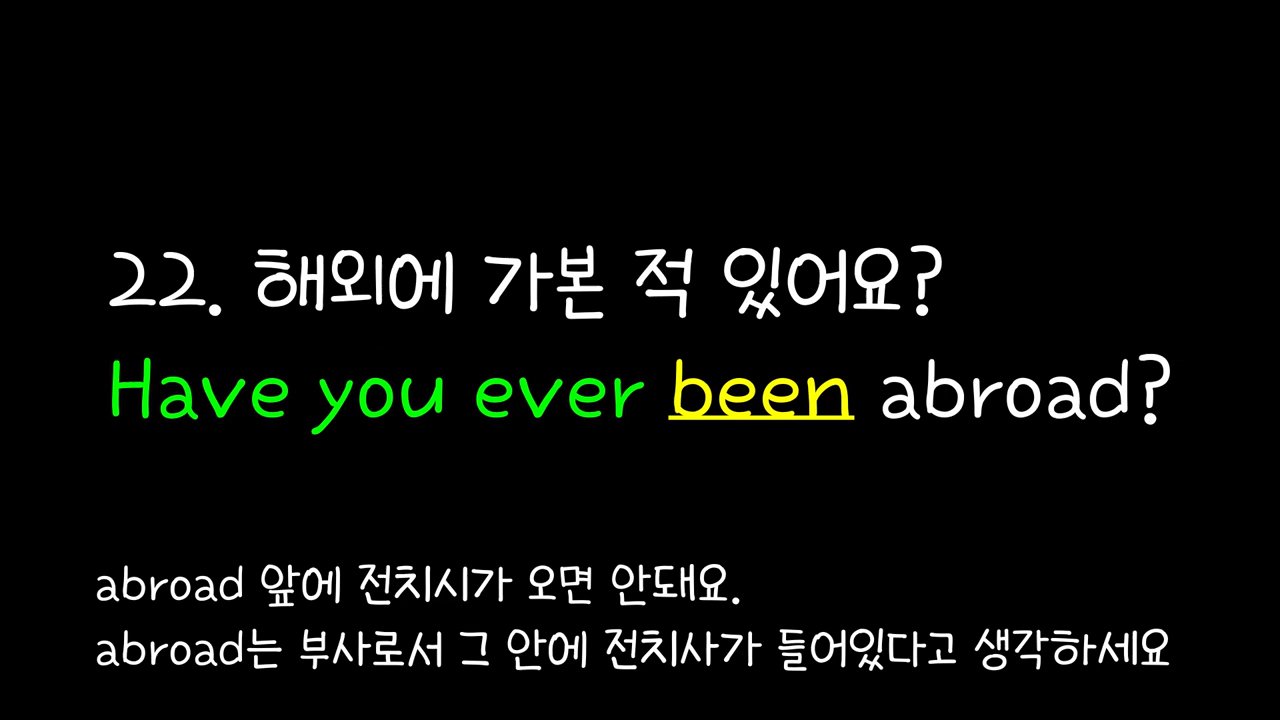 22. 해외에 가본 적 있어요?
Have you ever been abroad?
abroad 앞에 전치시가 오면 안돼요.
abroad는 부사로서 그 안에 전치사가 들어있다고 생각하세요